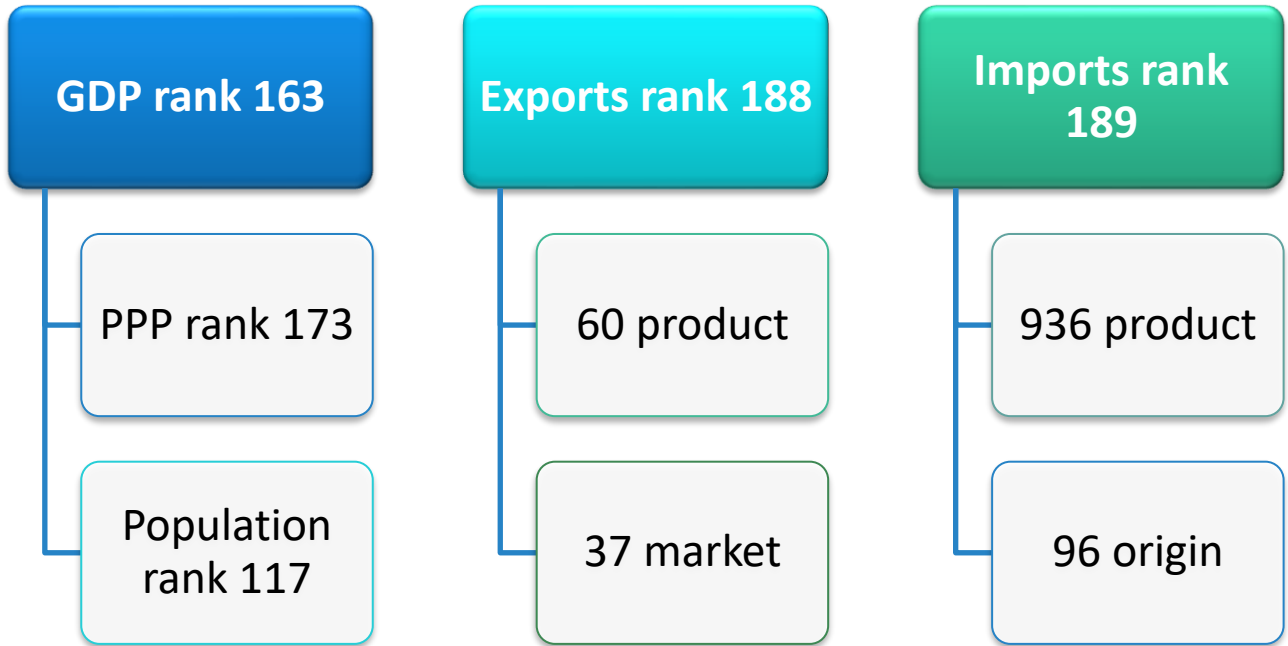 GDP rank 163
PPP rank 173
Population
rank 117
Exports rank 188
60 product
37 market
Imports rank
189
936 product
96 origin